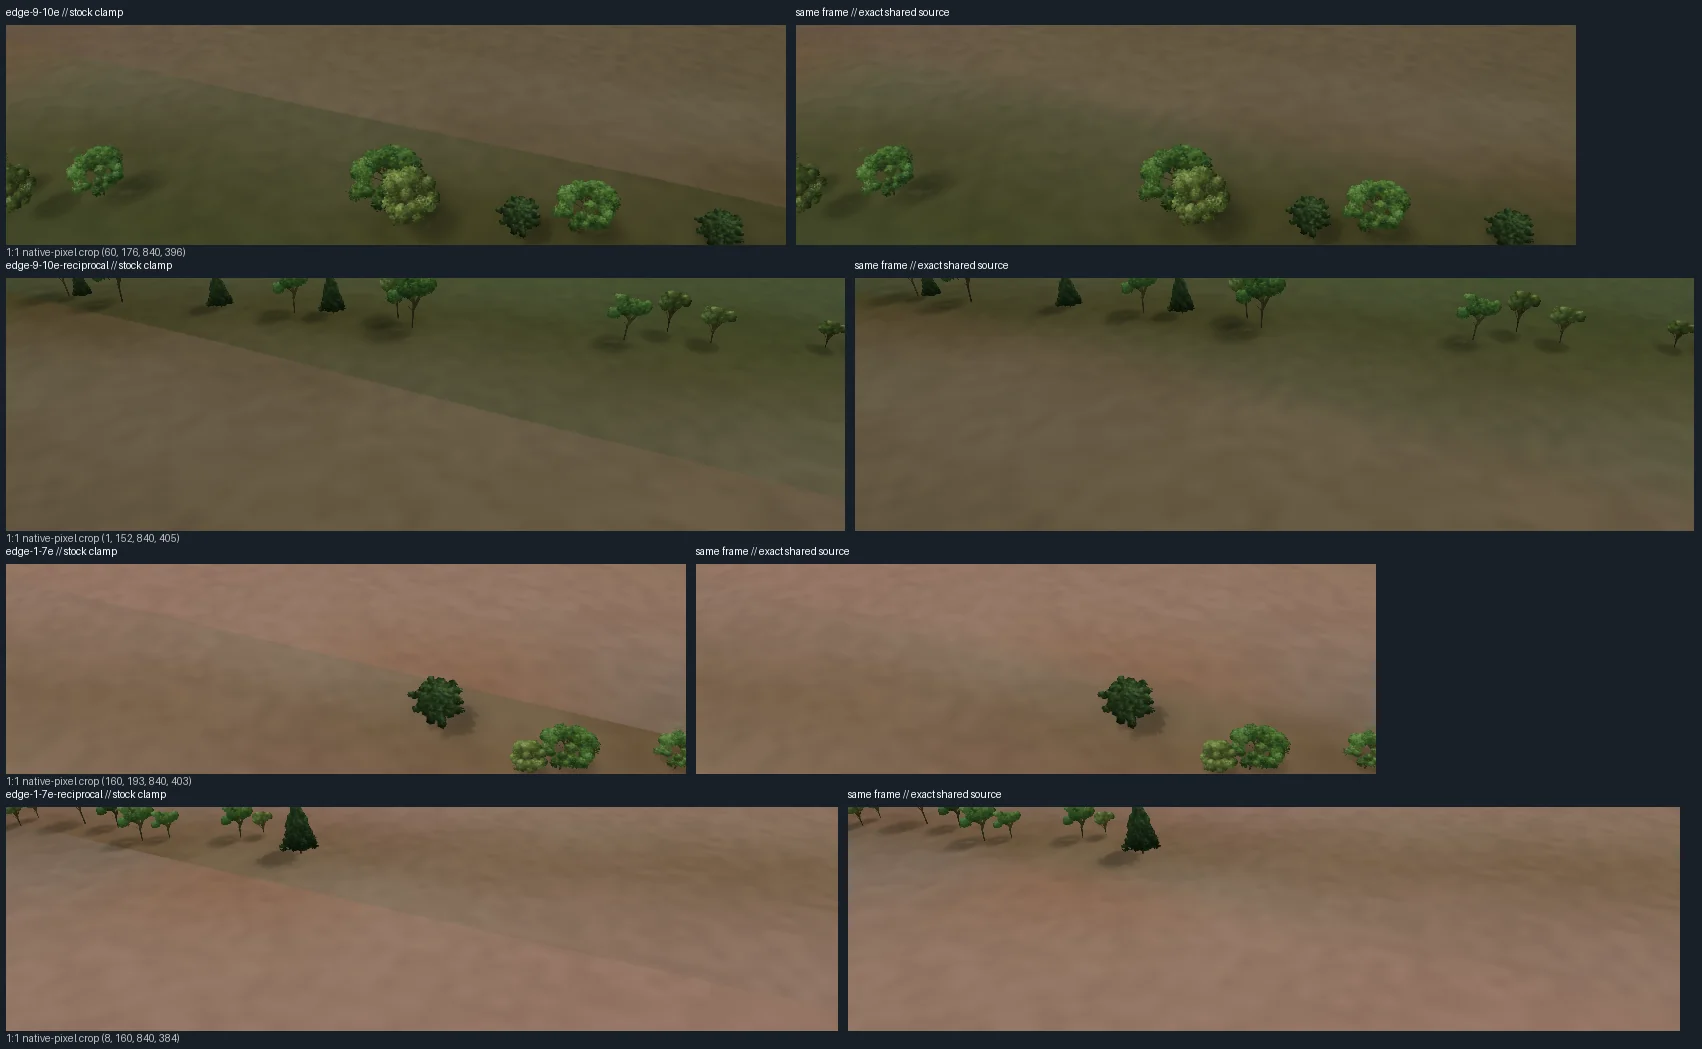 edge-9-10e // stock clamp
same frame // exact shared source
1:1 native-pixel crop (60, 176, 840, 396)
edge-9-10e-reciprocal // stock clamp
same frame // exact shared source
1:1 native-pixel crop (1, 152, 840, 405)
edge-1-7e // stock clamp
same frame // exact shared source
1:1 native-pixel crop (160, 193, 840, 403)
edge-1-7e-reciprocal // stock clamp
same frame // exact shared source
1:1 native-pixel crop (8, 160, 840, 384)